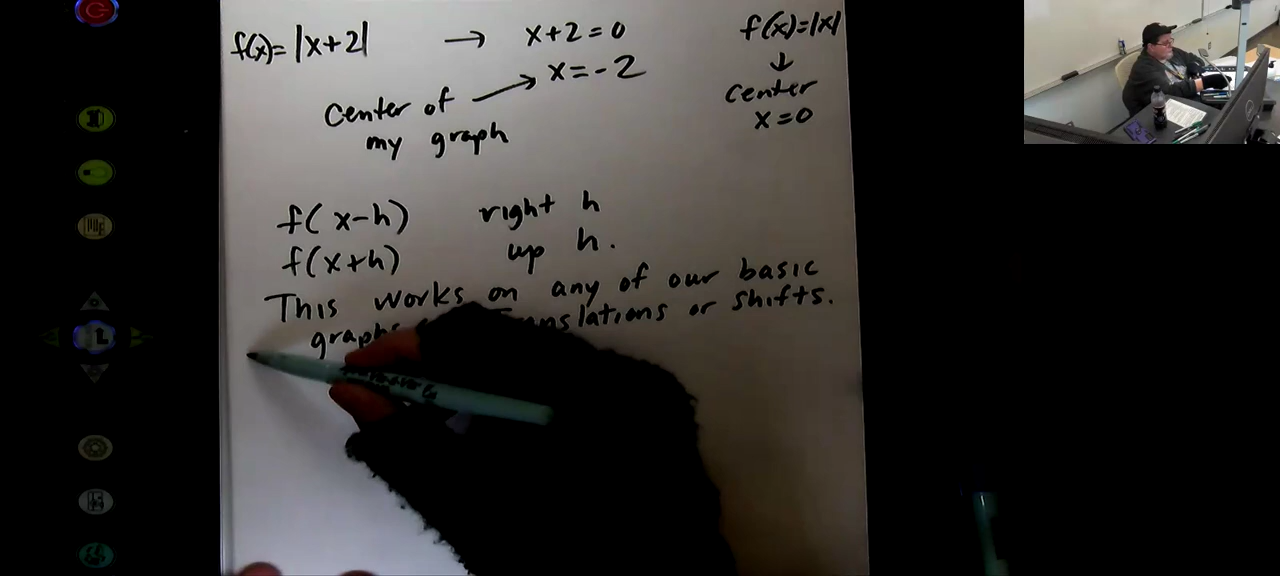 f(x)=|x+2| → x+2=0
x=-2
center of
my graph
f(x)=|x|
↓
center
x=0
f(x-h) right h
f(x+h) up h.
This works on any of our basic
graphs translations or shifts.